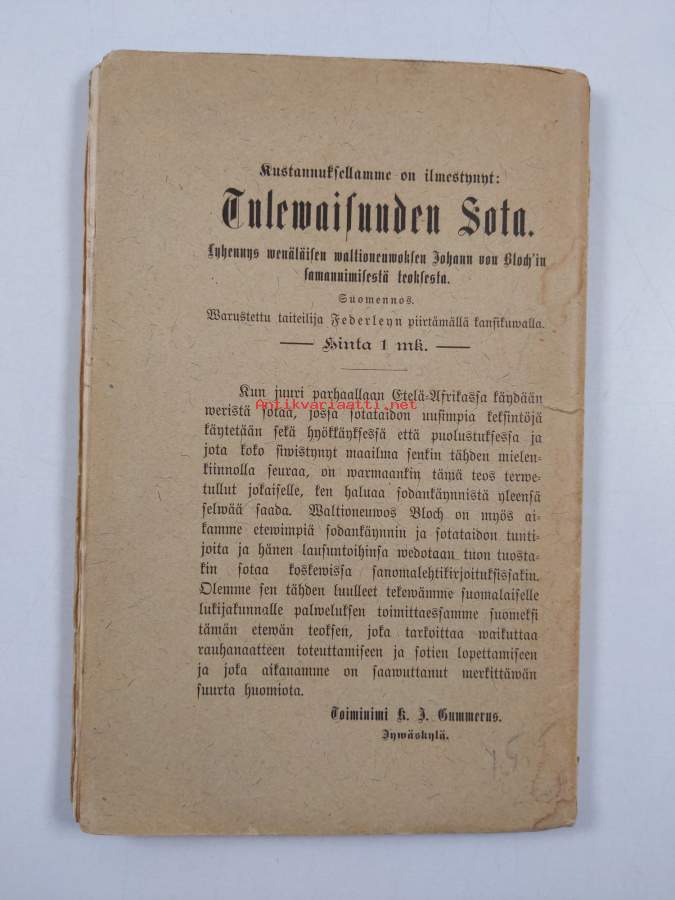 Kustannuksellamme on ilmestynyt:
Tulewaisuuden Sota.
Lyhennys wenäläisen waltioneuwoksen Johann von Bloch'in
samannimisestä teoksesta.
Suomennos.
Warustettu taiteilija Federleyn piirtämällä kansikuwalla.
Hinta 1 mk.
Kun juuri parhaallaan Etelä-Afrikassa käydään
Antikvariaatti.net
weristä sotaa, jossa sotataidon uusimpia keksintöjä
käytetään sekä hyökkäyksessä että puolustuksessa ja
jota koko siwistynyt maailma senkin tähden mielen-
kiinnolla seuraa, on warmaankin tämä teos terwe-
tullut jokaiselle, ken haluaa sodankäynnistä yleensä
selwää saada. Waltioneuwos Bloch on myös ai-
kamme etewimpiä sodankäynnin ja sotataidon tunti-
joita ja hänen lausuntoihinsa wedotaan tuon tuosta-
kin sotaa koskewissa sanomalehtikirjoituksissakin.
Olemme sen tähden luulleet tekewämme suomalaiselle
lukijakunnalle palweluksen toimittaessamme suomeksi
tämän etewän teoksen, joka tarkoittaa waikuttaa
rauhanaatteen toteuttamiseen ja sotien lopettamiseen
ja joka aikanamme on saawuttanut merkittäwän
suurta huomiota.
Toiminimi K. J. Gummerus.
Jywäskylä.